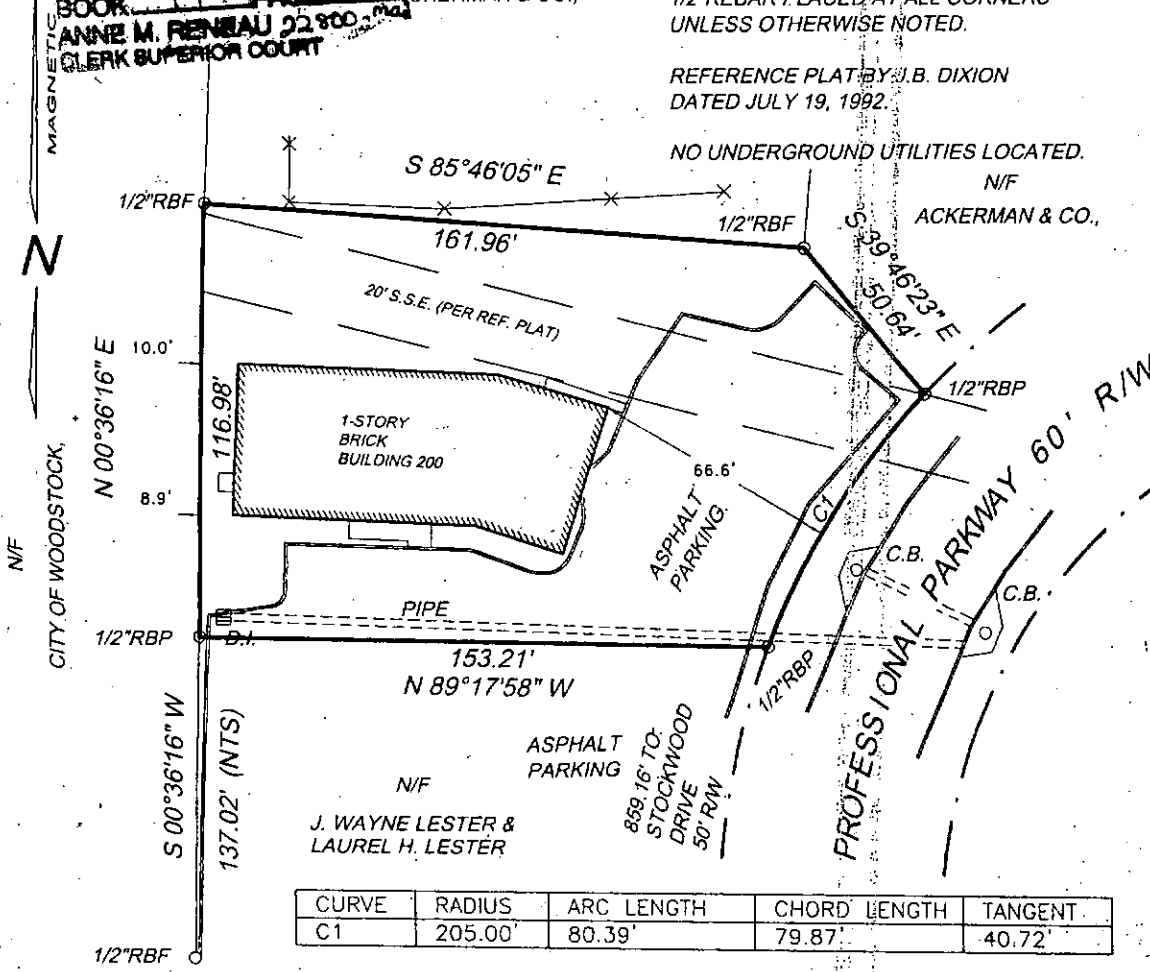 BOOK
ANNE M. RENEAU 22800
CLERK SUPERIOR COURT
MAGNETIC
UNLESS OTHERWISE NOTED.
REFERENCE PLAT BY J.B. DIXION
DATED JULY 19, 1992.
NO UNDERGROUND UTILITIES LOCATED.
N/F
ACKERMAN & CO.,
S 85°46'05" E
161.96'
1/2"RBF
1/2"RBF
S 39°46'23" E
50.64'
N
20' S.S.E. (PER REF. PLAT)
10.0'
N 00°36'16" E
116.98'
1-STORY
BRICK
BUILDING 200
1/2"RBP
PROFESSIONAL PARKWAY 60' R/W
66.6'
8.9'
ASPHALT
PARKING.
C1
C.B.
C.B.
N/F
CITY OF WOODSTOCK,
PIPE
1/2"RBP
D.I.
153.21'
N 89°17'58" W
1/2"RBP
S 00°36'16" W
137.02' (NTS)
ASPHALT
PARKING
859.16' TO
STOCKWOOD
DRIVE
50' R/W
N/F
J. WAYNE LESTER &
LAUREL H. LESTER
CURVE RADIUS ARC LENGTH CHORD LENGTH TANGENT
C1 205.00' 80.39' 79.87' 40.72'
1/2"RBF